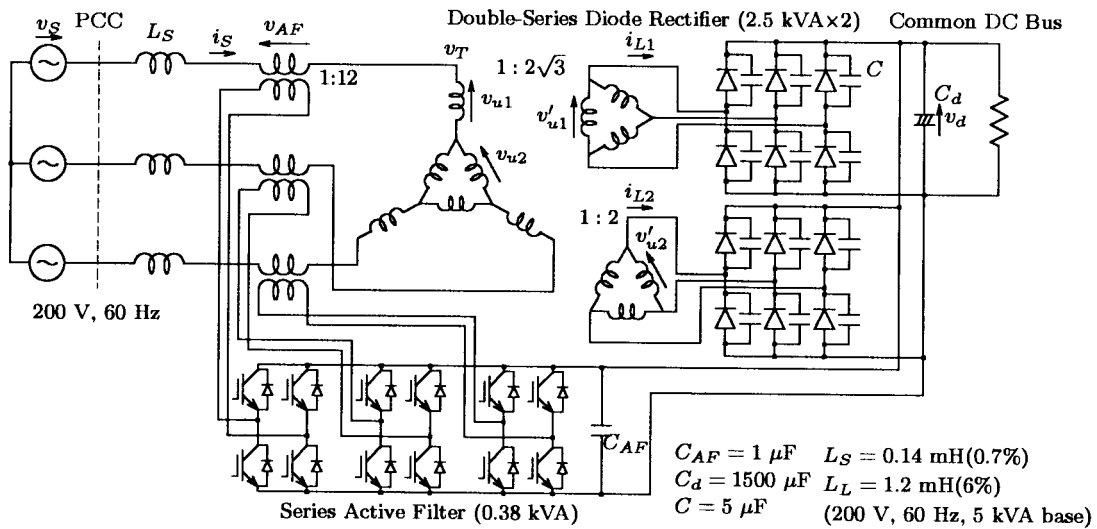 Double-Series Diode Rectifier (2.5 kVA×2) Common DC Bus
v_S PCC L_S i_S v_AF
v_T
i_L1
1:12
1 : 2√3
C
v_u1
v'_u1
C_d
v_d
v_u2
i_L2
1 : 2
v'_u2
200 V, 60 Hz
C_AF
C_AF = 1 μF L_S = 0.14 mH(0.7%)
C_d = 1500 μF L_L = 1.2 mH(6%)
C = 5 μF (200 V, 60 Hz, 5 kVA base)
Series Active Filter (0.38 kVA)